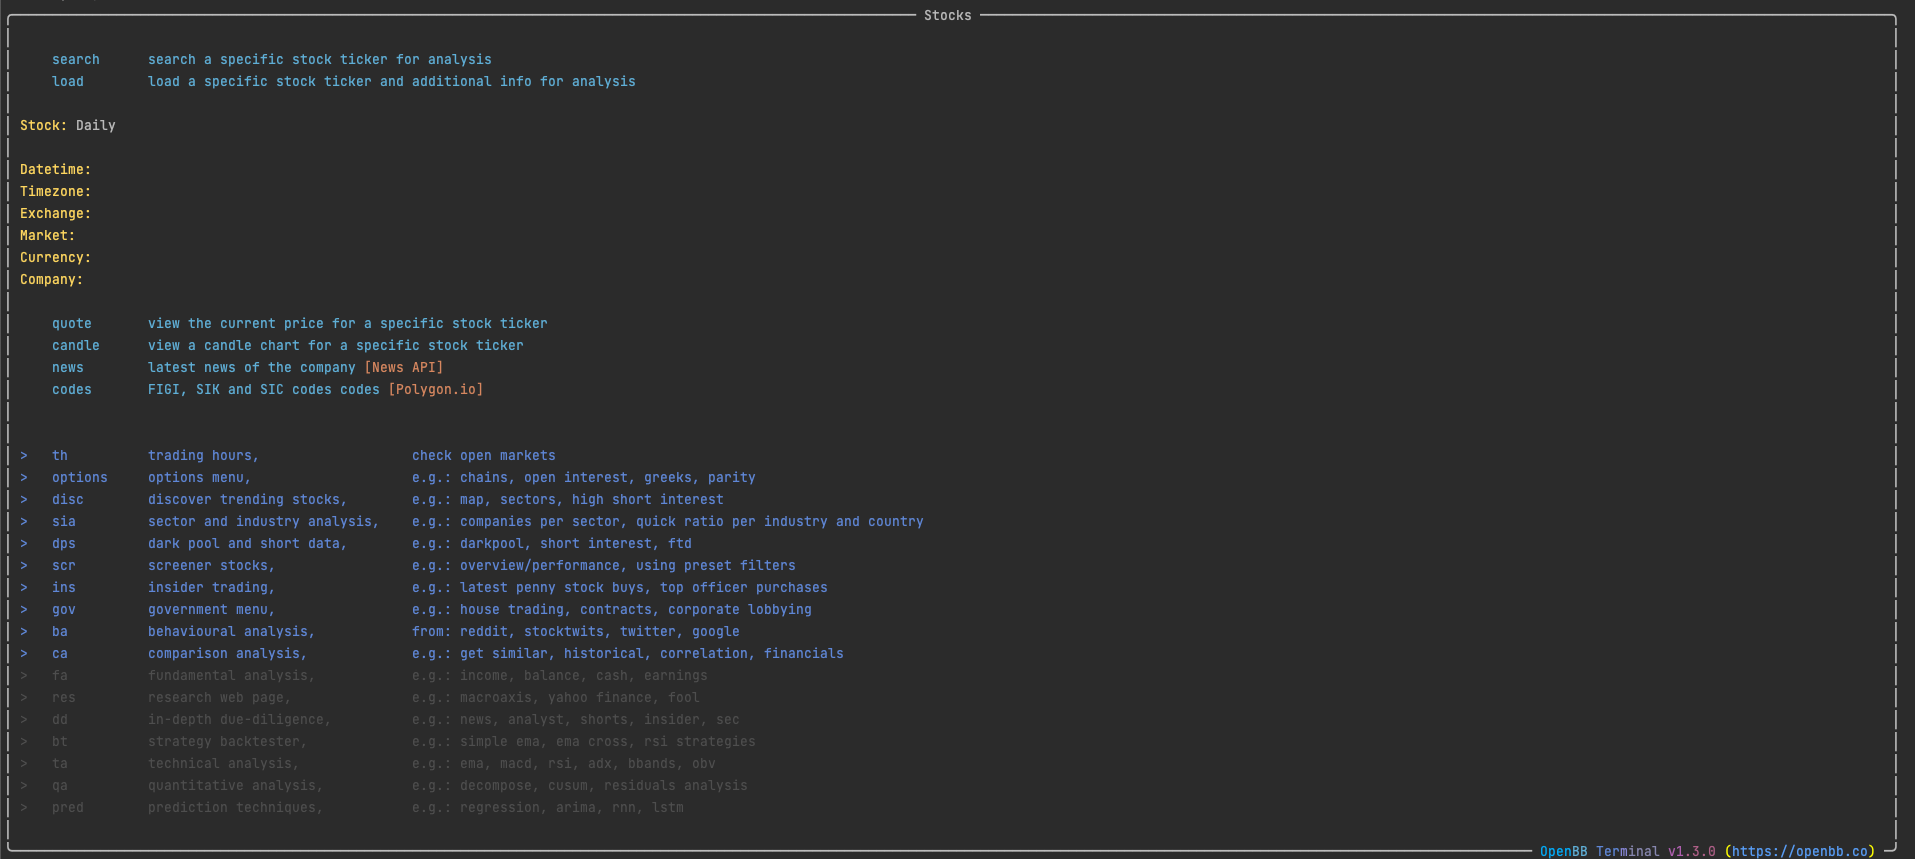 Stocks
search search a specific stock ticker for analysis
load load a specific stock ticker and additional info for analysis
Stock: Daily
Datetime:
Timezone:
Exchange:
Market:
Currency:
Company:
quote view the current price for a specific stock ticker
candle view a candle chart for a specific stock ticker
news latest news of the company [News API]
codes FIGI, SIK and SIC codes codes [Polygon.io]
> th trading hours, check open markets
> options options menu, e.g.: chains, open interest, greeks, parity
> disc discover trending stocks, e.g.: map, sectors, high short interest
> sia sector and industry analysis, e.g.: companies per sector, quick ratio per industry and country
> dps dark pool and short data, e.g.: darkpool, short interest, ftd
> scr screener stocks, e.g.: overview/performance, using preset filters
> ins insider trading, e.g.: latest penny stock buys, top officer purchases
> gov government menu, e.g.: house trading, contracts, corporate lobbying
> ba behavioural analysis, from: reddit, stocktwits, twitter, google
> ca comparison analysis, e.g.: get similar, historical, correlation, financials
> fa fundamental analysis, e.g.: income, balance, cash, earnings
> res research web page, e.g.: macroaxis, yahoo finance, fool
> dd in-depth due-diligence, e.g.: news, analyst, shorts, insider, sec
> bt strategy backtester, e.g.: simple ema, ema cross, rsi strategies
> ta technical analysis, e.g.: ema, macd, rsi, adx, bbands, obv
> qa quantitative analysis, e.g.: decompose, cusum, residuals analysis
> pred prediction techniques, e.g.: regression, arima, rnn, lstm
OpenBB Terminal v1.3.0 (https://openbb.co)